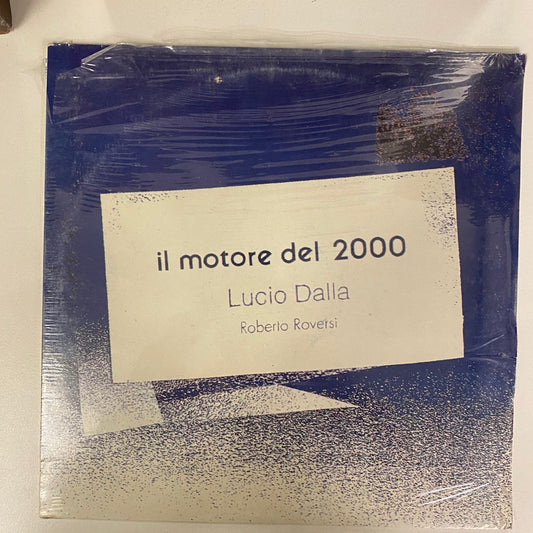 il motore del 2000
Lucio Dalla
Roberto Roversi